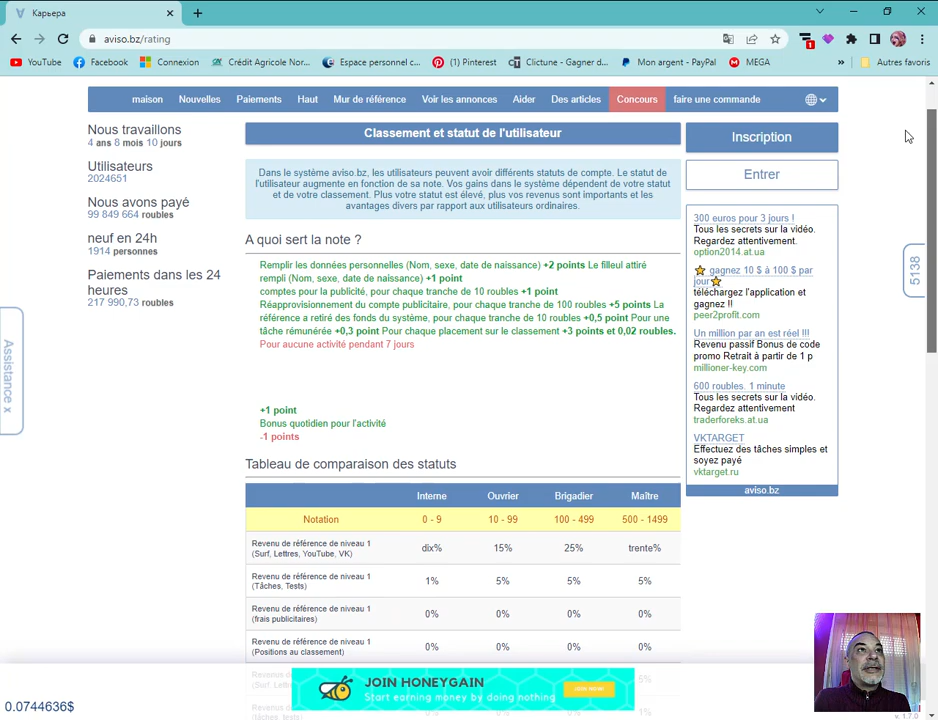 Карьера
aviso.bz/rating
1
YouTube
Facebook
Connexion
Crédit Agricole Nor...
Espace personnel c...
(1) Pinterest
Clictune - Gagner d...
Mon argent - PayPal
MEGA
»
Autres favoris
maison
Nouvelles
Paiements
Haut
Mur de référence
Voir les annonces
Aider
Des articles
Concours
faire une commande
Nous travaillons
4 ans 8 mois 10 jours
Utilisateurs
2024651
Nous avons payé
99 849 664 roubles
neuf en 24h
1914 personnes
Paiements dans les 24
heures
217 990,73 roubles
Assistance x
Classement et statut de l'utilisateur
Dans le système aviso.bz, les utilisateurs peuvent avoir différents statuts de compte. Le statut de
l'utilisateur augmente en fonction de sa note. Vos gains dans le système dépendent de votre statut
et de votre classement. Plus votre statut est élevé, plus vos revenus sont importants et les
avantages divers par rapport aux utilisateurs ordinaires.
A quoi sert la note ?
Remplir les données personnelles (Nom, sexe, date de naissance) +2 points Le filleul attiré
rempli (Nom, sexe, date de naissance) +1 point
comptes pour la publicité, pour chaque tranche de 10 roubles +1 point
Réapprovisionnement du compte publicitaire, pour chaque tranche de 100 roubles +5 points La
référence a retiré des fonds du système, pour chaque tranche de 10 roubles +0,5 point Pour une
tâche rémunérée +0,3 point Pour chaque placement sur le classement +3 points et 0,02 roubles.
Pour aucune activité pendant 7 jours
+1 point
Bonus quotidien pour l'activité
-1 points
Tableau de comparaison des statuts
Interne
Ouvrier
Brigadier
Maître
Notation
0 - 9
10 - 99
100 - 499
500 - 1499
Revenu de référence de niveau 1
(Surf, Lettres, YouTube, VK)
dix%
15%
25%
trente%
Revenu de référence de niveau 1
(Tâches, Tests)
1%
5%
5%
5%
Revenu de référence de niveau 1
(frais publicitaires)
0%
0%
0%
0%
Revenu de référence de niveau 1
(Positions au classement)
0%
0%
0%
0%
Inscription
Entrer
300 euros pour 3 jours !
Tous les secrets sur la vidéo.
Regardez attentivement.
option2014.at.ua
gagnez 10 $ à 100 $ par
jour
téléchargez l'application et
gagnez !!
peer2profit.com
Un million par an est réel !!!
Revenu passif Bonus de code
promo Retrait à partir de 1 p
millioner-key.com
600 roubles. 1 minute
Tous les secrets sur la vidéo.
Regardez attentivement
traderforeks.at.ua
VKTARGET
Effectuez des tâches simples et
soyez payé
vktarget.ru
aviso.bz
5138
JOIN HONEYGAIN
Start earning money by doing nothing
JOIN NOW!
0.0744636$
v. 1.7.0